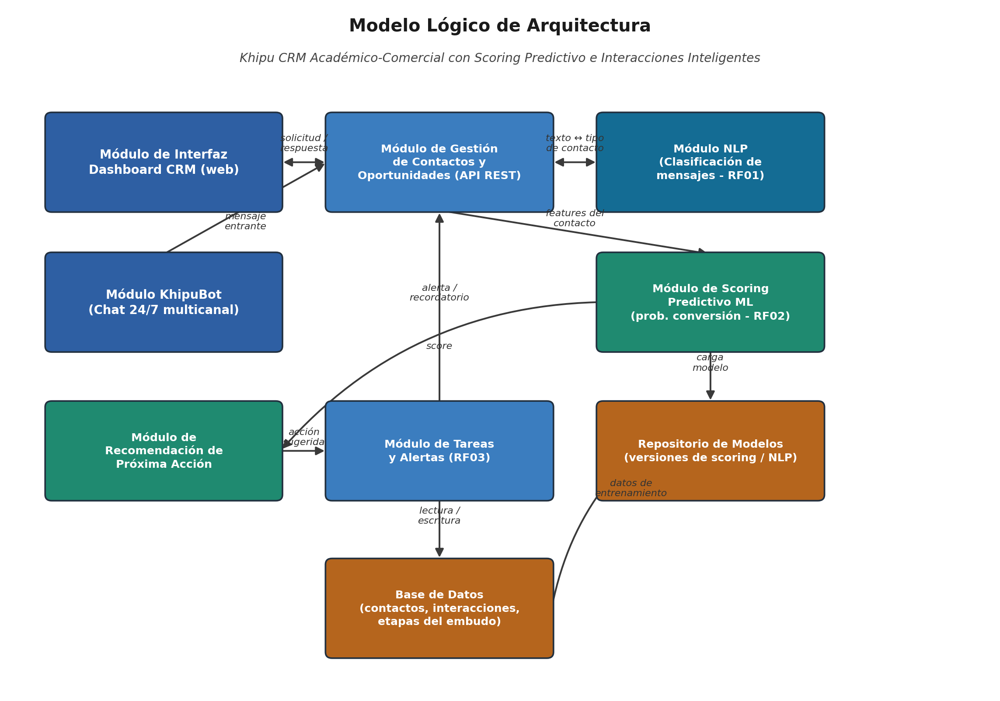 Modelo Lógico de Arquitectura
Khipu CRM Académico-Comercial con Scoring Predictivo e Interacciones Inteligentes
Módulo de Interfaz
Dashboard CRM (web)
solicitud /
respuesta
Módulo de Gestión
de Contactos y
Oportunidades (API REST)
texto ↔ tipo
de contacto
Módulo NLP
(Clasificación de
mensajes - RF01)
mensaje
entrante
features del
contacto
Módulo KhipuBot
(Chat 24/7 multicanal)
alerta /
recordatorio
Módulo de Scoring
Predictivo ML
(prob. conversión - RF02)
score
carga
modelo
Módulo de
Recomendación de
Próxima Acción
acción
sugerida
Módulo de Tareas
y Alertas (RF03)
Repositorio de Modelos
(versiones de scoring / NLP)
datos de
entrenamiento
lectura /
escritura
Base de Datos
(contactos, interacciones,
etapas del embudo)